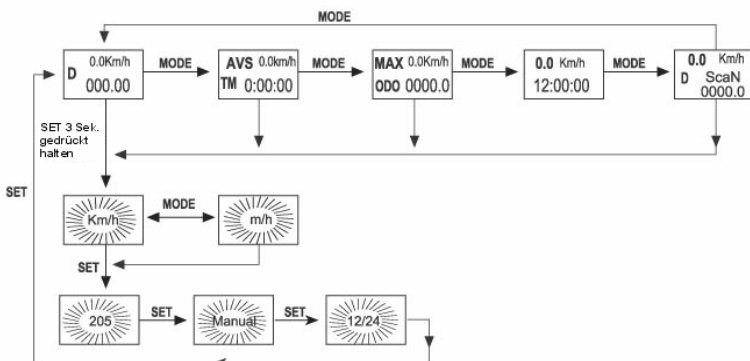 MODE
0.0Km/h
D
000.00
MODE
AVS 0.0km/h
TM 0:00:00
MODE
MAX 0.0Km/h
ODO 0000.0
MODE
0.0 Km/h
12:00:00
MODE
0.0 Km/h
D ScaN
0000.0
SET 3 Sek.
gedrückt
halten
SET
Km/h
MODE
m/h
SET
205
SET
Manual
SET
12/24